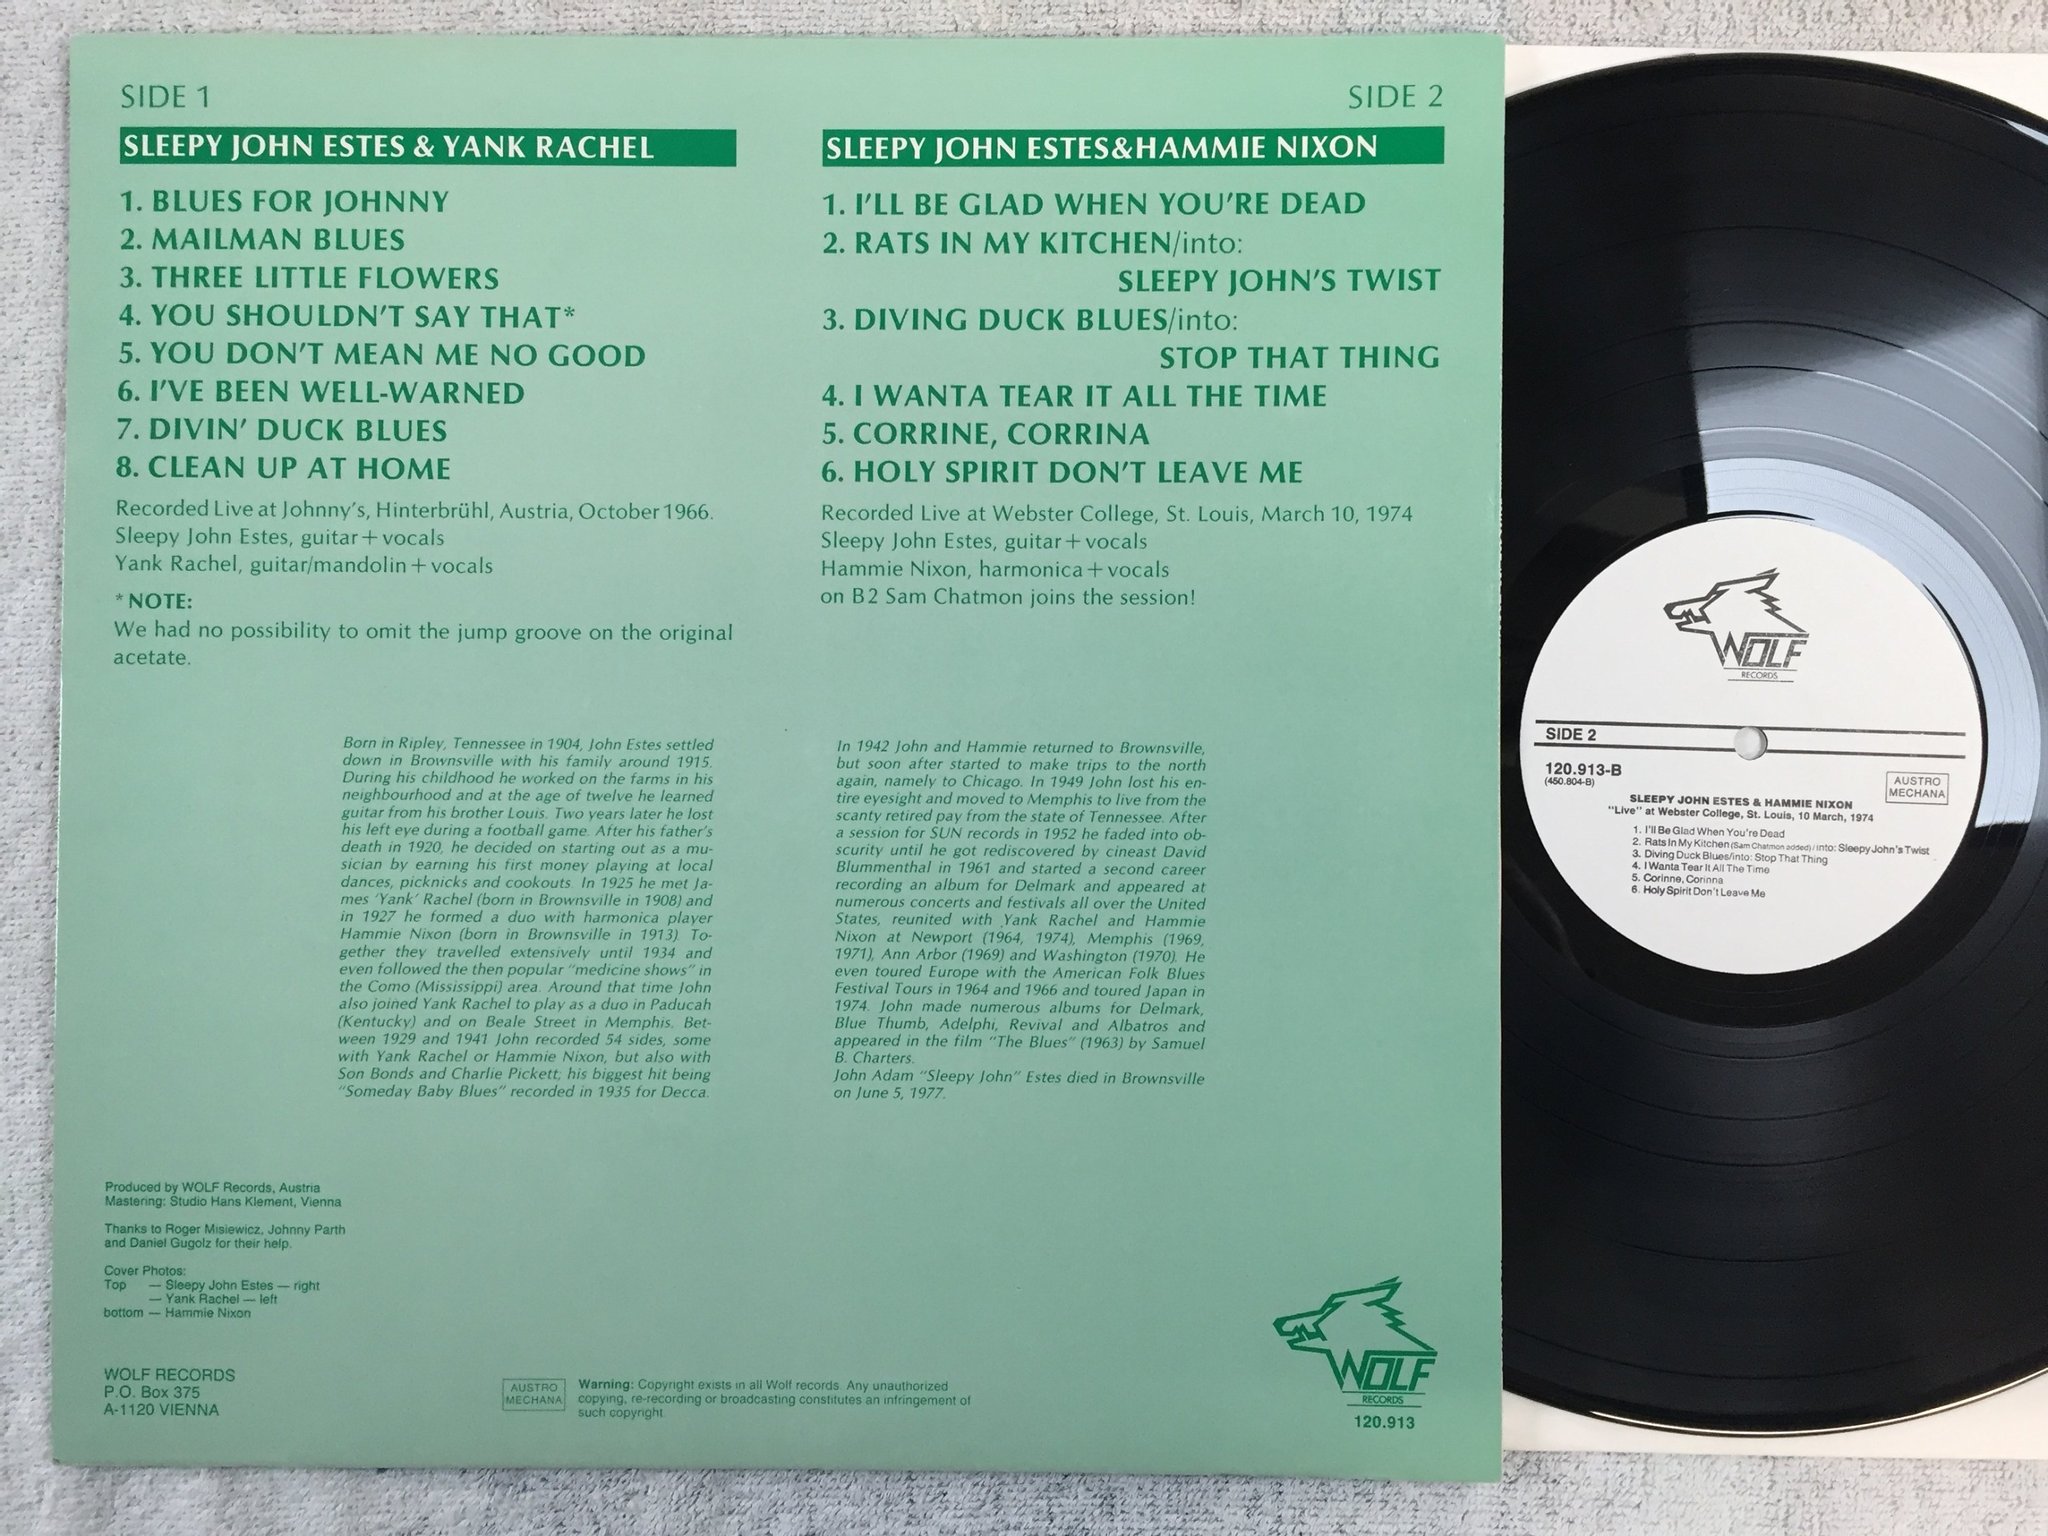 SIDE 1
SLEEPY JOHN ESTES & YANK RACHEL
1. BLUES FOR JOHNNY
2. MAILMAN BLUES
3. THREE LITTLE FLOWERS
4. YOU SHOULDN'T SAY THAT*
5. YOU DON'T MEAN ME NO GOOD
6. I'VE BEEN WELL-WARNED
7. DIVIN' DUCK BLUES
8. CLEAN UP AT HOME
Recorded Live at Johnny's, Hinterbrühl, Austria, October 1966.
Sleepy John Estes, guitar+vocals
Yank Rachel, guitar/mandolin+vocals
*NOTE:
We had no possibility to omit the jump groove on the original
acetate.
SIDE 2
SLEEPY JOHN ESTES&HAMMIE NIXON
1. I'LL BE GLAD WHEN YOU'RE DEAD
2. RATS IN MY KITCHEN/into:
SLEEPY JOHN'S TWIST
3. DIVING DUCK BLUES/into:
STOP THAT THING
4. I WANTA TEAR IT ALL THE TIME
5. CORRINE, CORRINA
6. HOLY SPIRIT DON'T LEAVE ME
Recorded Live at Webster College, St. Louis, March 10, 1974
Sleepy John Estes, guitar+vocals
Hammie Nixon, harmonica+vocals
on B2 Sam Chatmon joins the session!
Born in Ripley, Tennessee in 1904, John Estes settled
down in Brownsville with his family around 1915.
During his childhood he worked on the farms in his
neighbourhood and at the age of twelve he learned
guitar from his brother Louis. Two years later he lost
his left eye during a football game. After his father's
death in 1920, he decided on starting out as a mu-
sician by earning his first money playing at local
dances, picknicks and cookouts. In 1925 he met Ja-
mes 'Yank' Rachel (born in Brownsville in 1908) and
in 1927 he formed a duo with harmonica player
Hammie Nixon (born in Brownsville in 1913). To-
gether they travelled extensively until 1934 and
even followed the then popular "medicine shows" in
the Como (Mississippi) area. Around that time John
also joined Yank Rachel to play as a duo in Paducah
(Kentucky) and on Beale Street in Memphis. Bet-
ween 1929 and 1941 John recorded 54 sides, some
with Yank Rachel or Hammie Nixon, but also with
Son Bonds and Charlie Pickett; his biggest hit being
"Someday Baby Blues" recorded in 1935 for Decca.
In 1942 John and Hammie returned to Brownsville,
but soon after started to make trips to the north
again, namely to Chicago. In 1949 John lost his en-
tire eyesight and moved to Memphis to live from the
scanty retired pay from the state of Tennessee. After
a session for SUN records in 1952 he faded into ob-
scurity until he got rediscovered by cineast David
Blummenthal in 1961 and started a second career
recording an album for Delmark and appeared at
numerous concerts and festivals all over the United
States, reunited with Yank Rachel and Hammie
Nixon at Newport (1964, 1974), Memphis (1969,
1971), Ann Arbor (1969) and Washington (1970). He
even toured Europe with the American Folk Blues
Festival Tours in 1964 and 1966 and toured Japan in
1974. John made numerous albums for Delmark,
Blue Thumb, Adelphi, Revival and Albatros and
appeared in the film "The Blues" (1963) by Samuel
B. Charters.
John Adam "Sleepy John" Estes died in Brownsville
on June 5, 1977.
Produced by WOLF Records, Austria
Mastering: Studio Hans Klement, Vienna
Thanks to Roger Misiewicz, Johnny Parth
and Daniel Gugolz for their help.
Cover Photos:
Top — Sleepy John Estes — right
— Yank Rachel — left
bottom — Hammie Nixon
WOLF RECORDS
P.O. Box 375
A-1120 VIENNA
AUSTRO
MECHANA
Warning: Copyright exists in all Wolf records. Any unauthorized
copying, re-recording or broadcasting constitutes an infringement of
such copyright.
WOLF
RECORDS
120.913
WOLF
RECORDS
SIDE 2
120.913-B
(450.804-B)
AUSTRO
MECHANA
SLEEPY JOHN ESTES & HAMMIE NIXON
"Live" at Webster College, St. Louis, 10 March, 1974
1. I'll Be Glad When You're Dead
2. Rats In My Kitchen (Sam Chatmon added) / into: Sleepy John's Twist
3. Diving Duck Blues/into: Stop That Thing
4. I Wanta Tear It All The Time
5. Corinne, Corinna
6. Holy Spirit Don't Leave Me